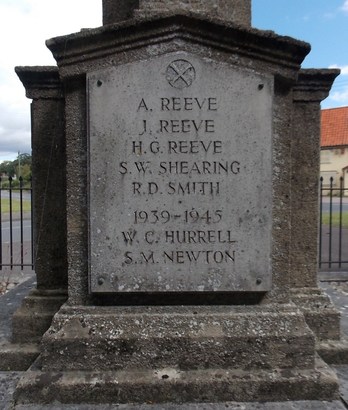 A. REEVE
J. REEVE
H.G. REEVE
S.W. SHEARING
R.D. SMITH
1939-1945
W.C. HURRELL
S.M. NEWTON